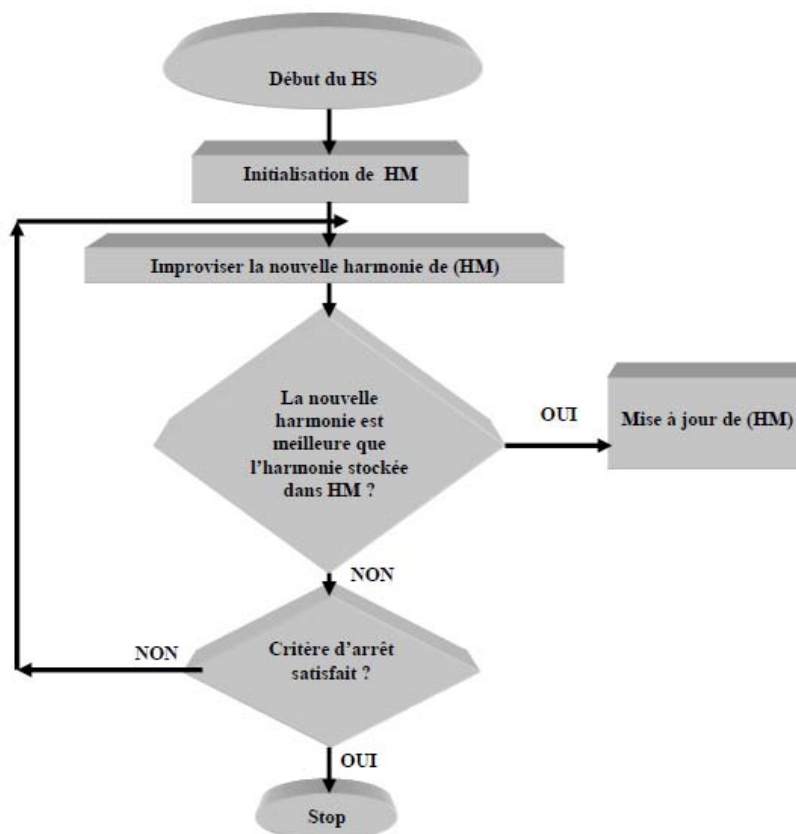 Début du HS
Initialisation de HM
Improviser la nouvelle harmonie de (HM)
La nouvelle
harmonie est
meilleure que
l'harmonie stockée
dans HM ?
OUI
Mise à jour de (HM)
NON
Critère d'arrêt
satisfait ?
NON
OUI
Stop